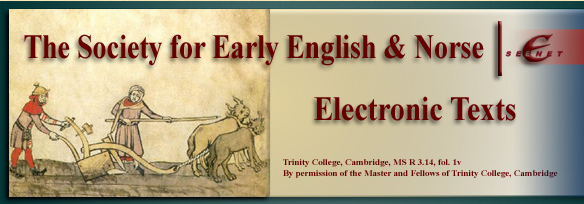 The Society for Early English & Norse
SEENET
Electronic Texts
Trinity College, Cambridge, MS R 3.14, fol. 1v
By permission of the Master and Fellows of Trinity College, Cambridge